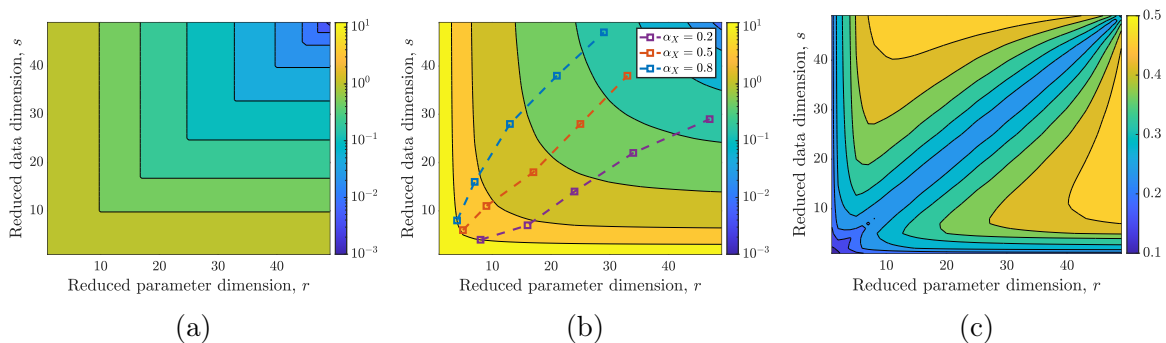 Reduced data dimension, s
40
30
20
10
10 20 30 40
Reduced parameter dimension, r
10^1
10^0
10^-1
10^-2
10^-3
(a)
Reduced data dimension, s
40
30
20
10
10 20 30 40
Reduced parameter dimension, r
α_X = 0.2
α_X = 0.5
α_X = 0.8
10^1
10^0
10^-1
10^-2
10^-3
(b)
Reduced data dimension, s
40
30
20
10
10 20 30 40
Reduced parameter dimension, r
0.5
0.4
0.3
0.2
0.1
(c)